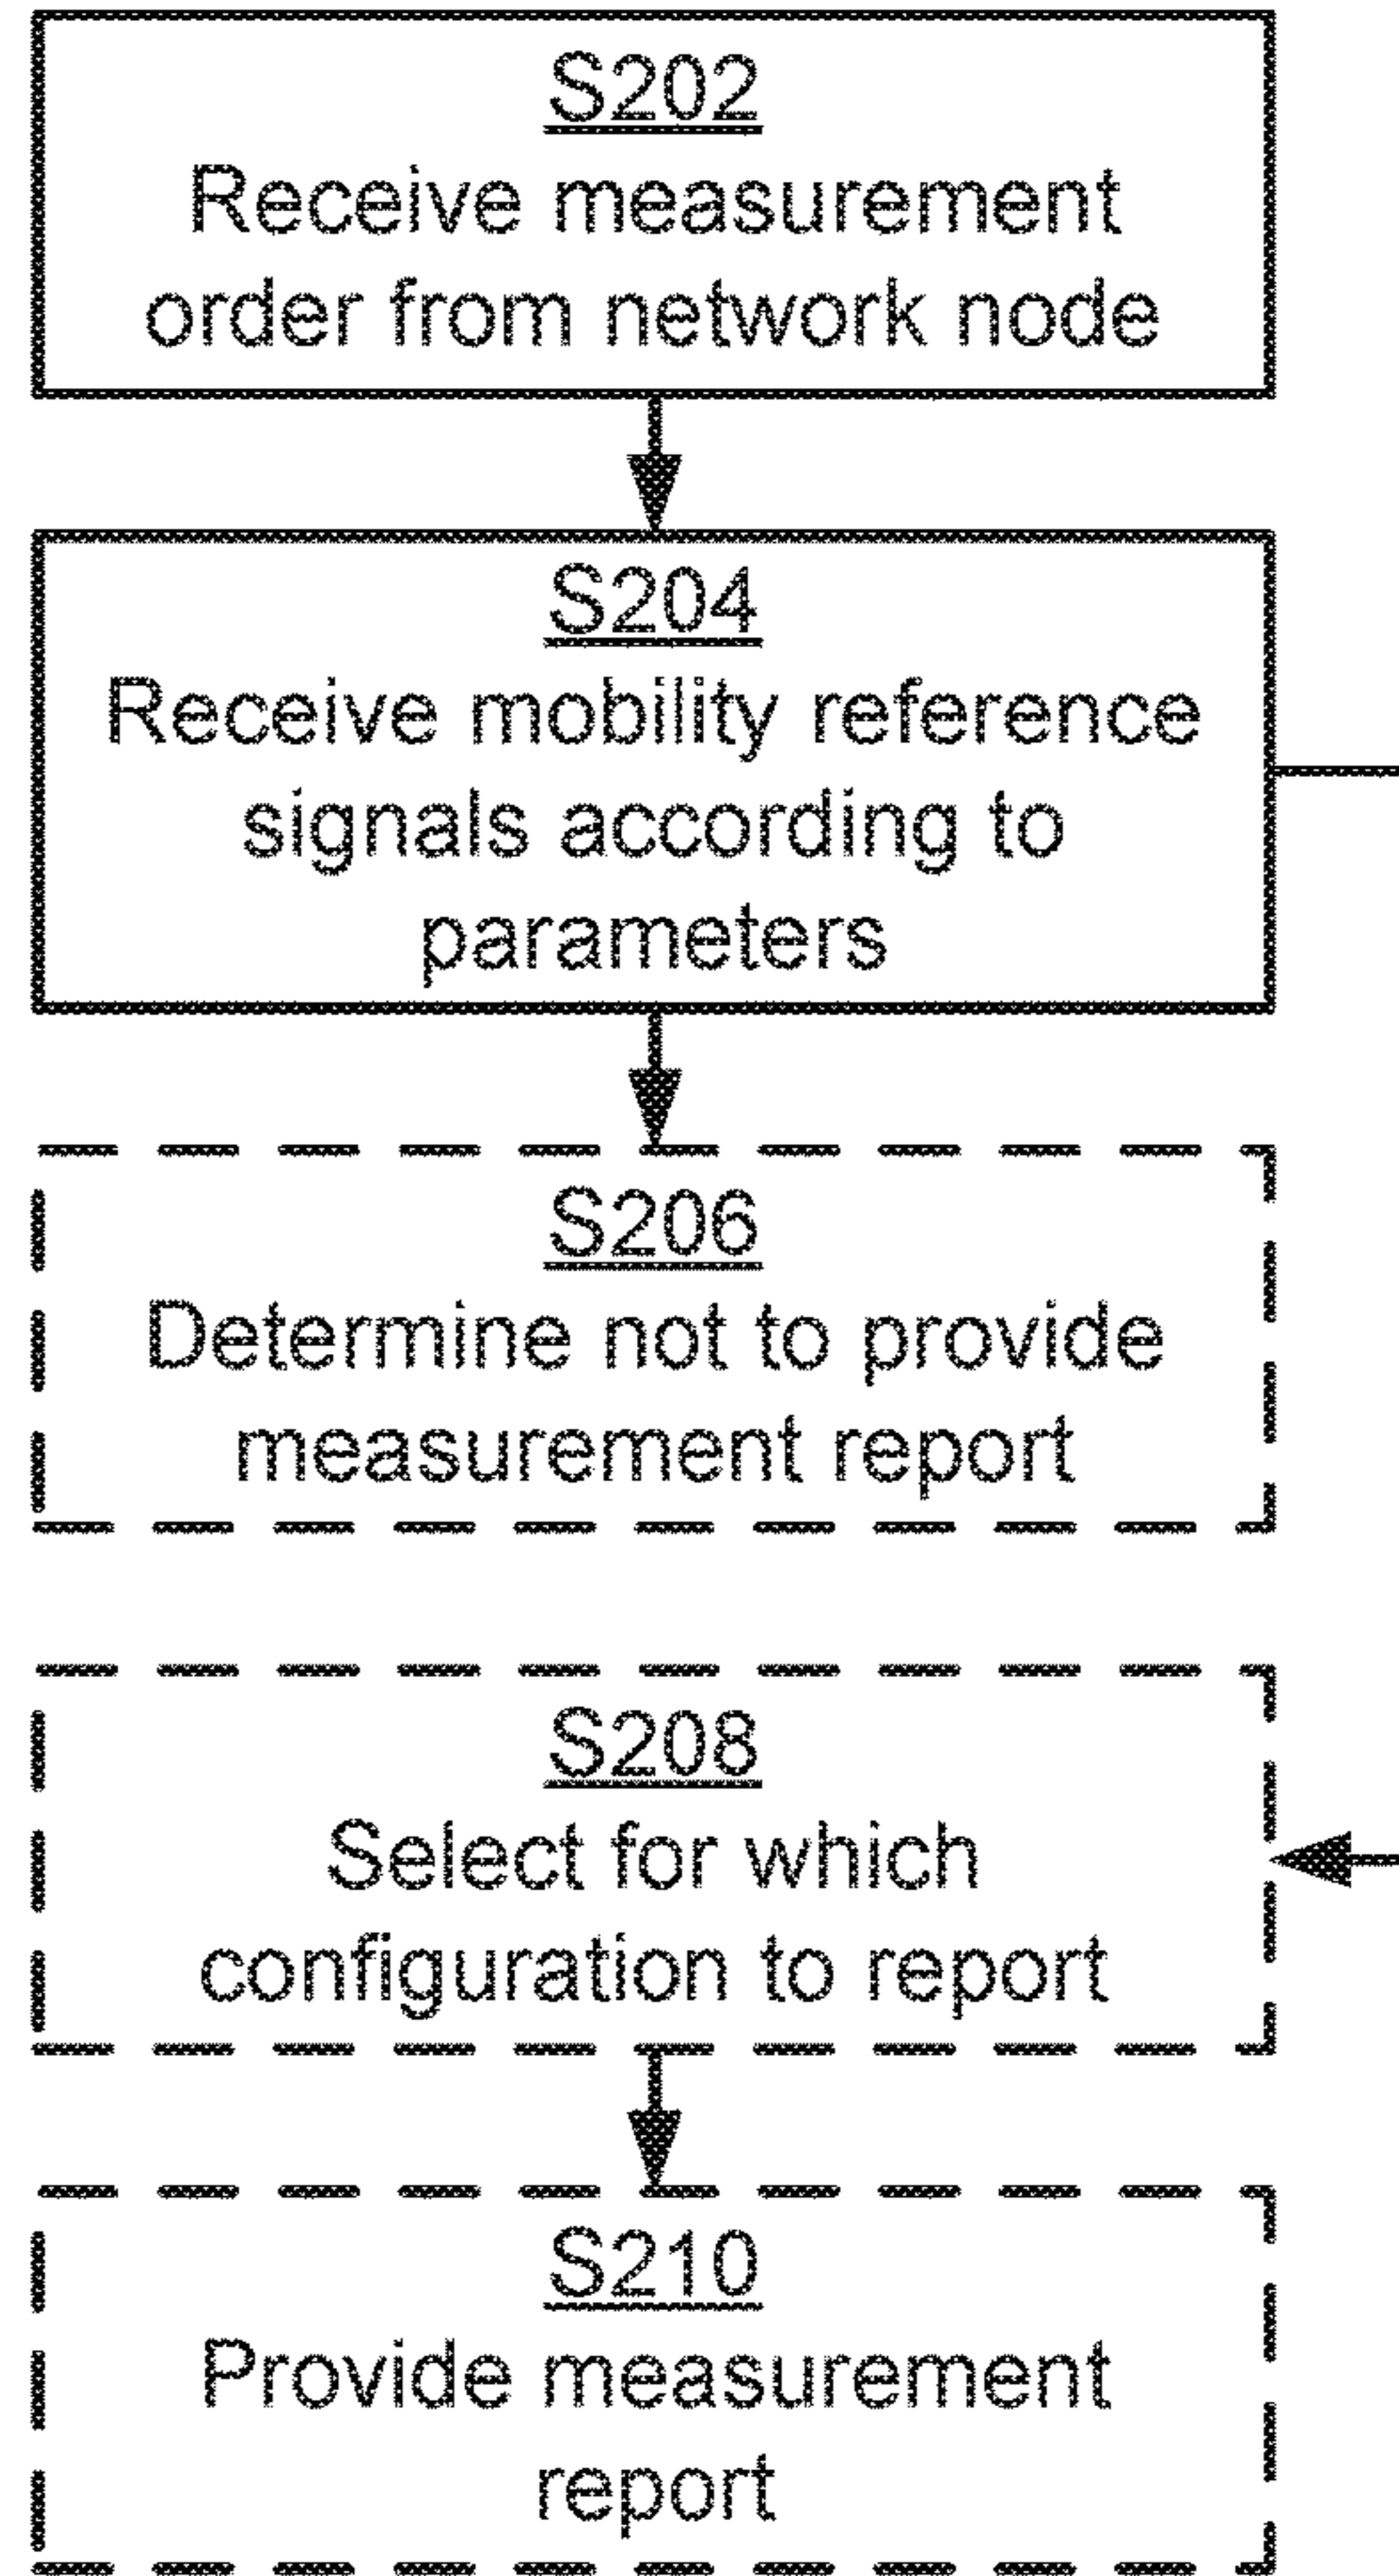 S202
Receive measurement
order from network node
S204
Receive mobility reference
signals according to
parameters
S206
Determine not to provide
measurement report
S208
Select for which
configuration to report
S210
Provide measurement
report